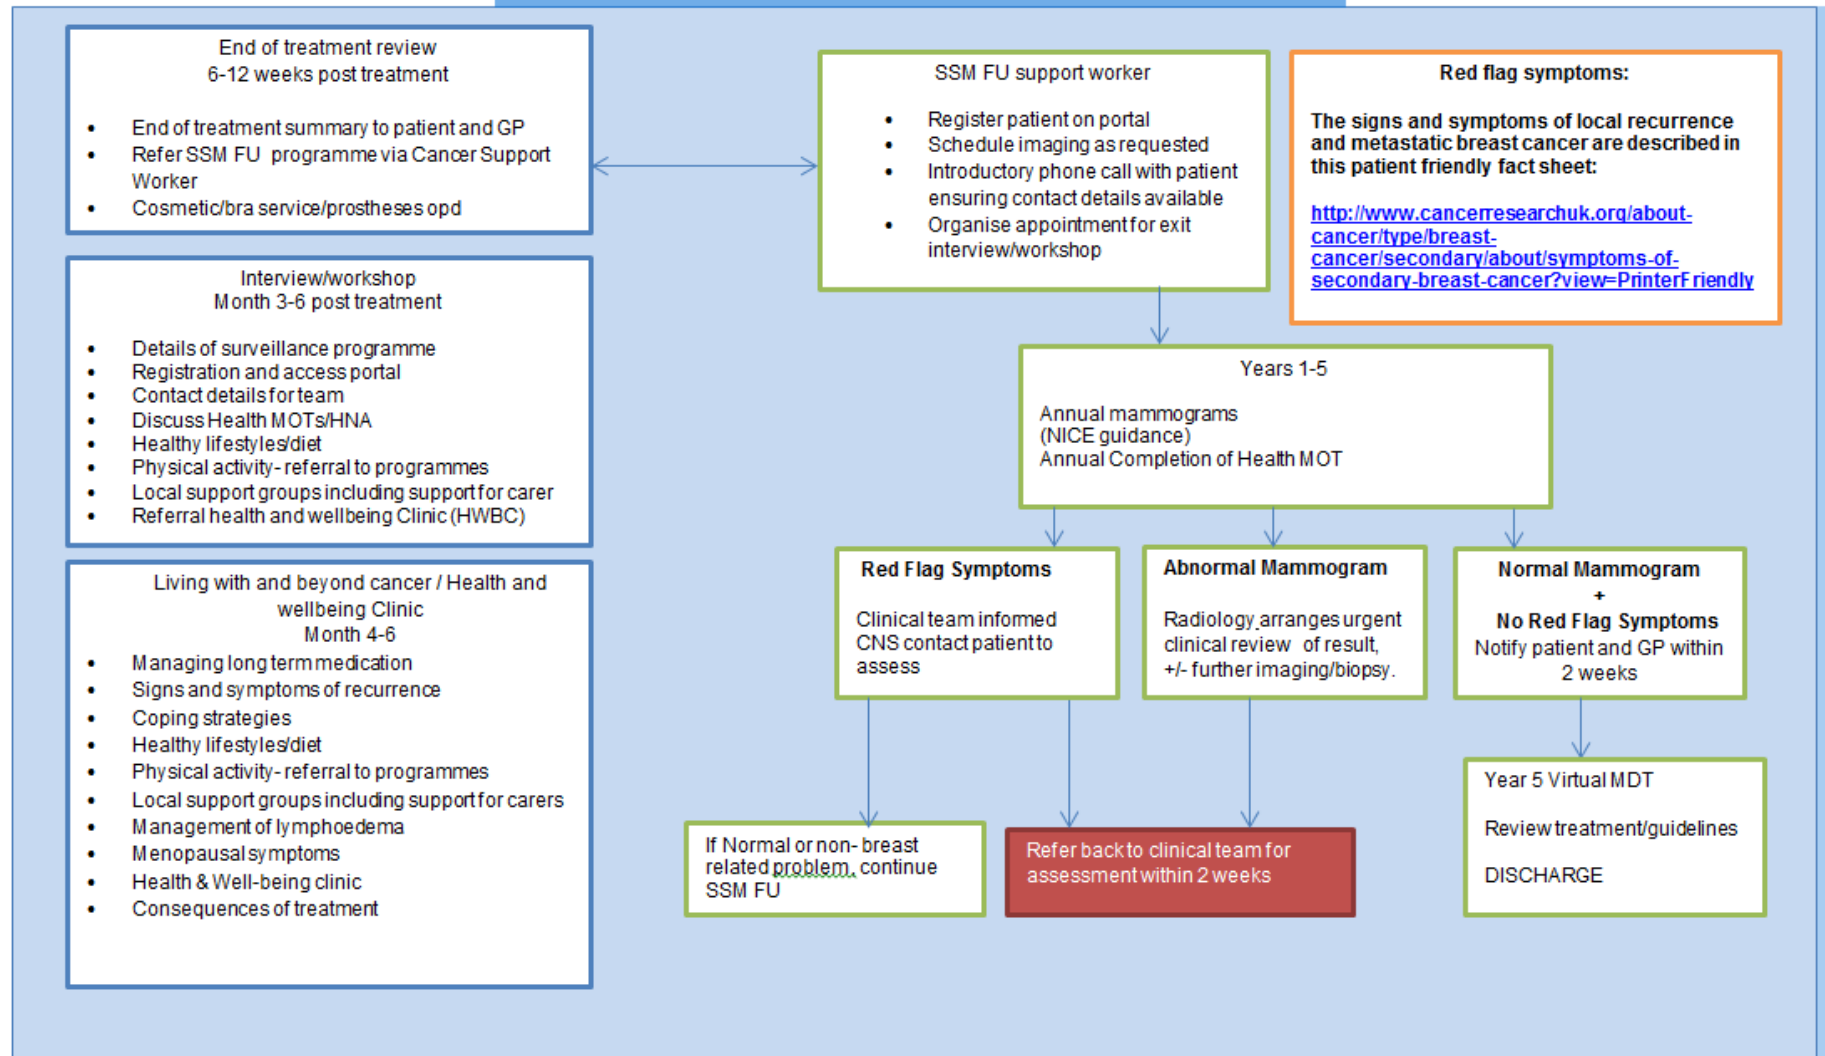 End of treatment review
6-12 weeks post treatment
• End of treatment summary to patient and GP
• Refer SSM FU programme via Cancer Support
Worker
• Cosmetic/bra service/prostheses opd
Interview/workshop
Month 3-6 post treatment
• Details of surveillance programme
• Registration and access portal
• Contact details for team
• Discuss Health MOTs/HNA
• Healthy lifestyles/diet
• Physical activity- referral to programmes
• Local support groups including support for carer
• Referral health and wellbeing Clinic (HWBC)
Living with and beyond cancer / Health and
wellbeing Clinic
Month 4-6
• Managing long term medication
• Signs and symptoms of recurrence
• Coping strategies
• Healthy lifestyles/diet
• Physical activity- referral to programmes
• Local support groups including support for carers
• Management of lymphoedema
• Menopausal symptoms
• Health & Well-being clinic
• Consequences of treatment
SSM FU support worker
• Register patient on portal
• Schedule imaging as requested
• Introductory phone call with patient
ensuring contact details available
• Organise appointment for exit
interview/workshop
Red flag symptoms:
The signs and symptoms of local recurrence
and metastatic breast cancer are described in
this patient friendly fact sheet:
http://www.cancerresearchuk.org/about-
cancer/type/breast-
cancer/secondary/about/symptoms-of-
secondary-breast-cancer?view=PrinterFriendly
Years 1-5
Annual mammograms
(NICE guidance)
Annual Completion of Health MOT
Red Flag Symptoms
Clinical team informed
CNS contact patient to
assess
Abnormal Mammogram
Radiology arranges urgent
clinical review of result,
+/- further imaging/biopsy.
Normal Mammogram
+
No Red Flag Symptoms
Notify patient and GP within
2 weeks
If Normal or non- breast
related problem, continue
SSM FU
Refer back to clinical team for
assessment within 2 weeks
Year 5 Virtual MDT
Review treatment/guidelines
DISCHARGE